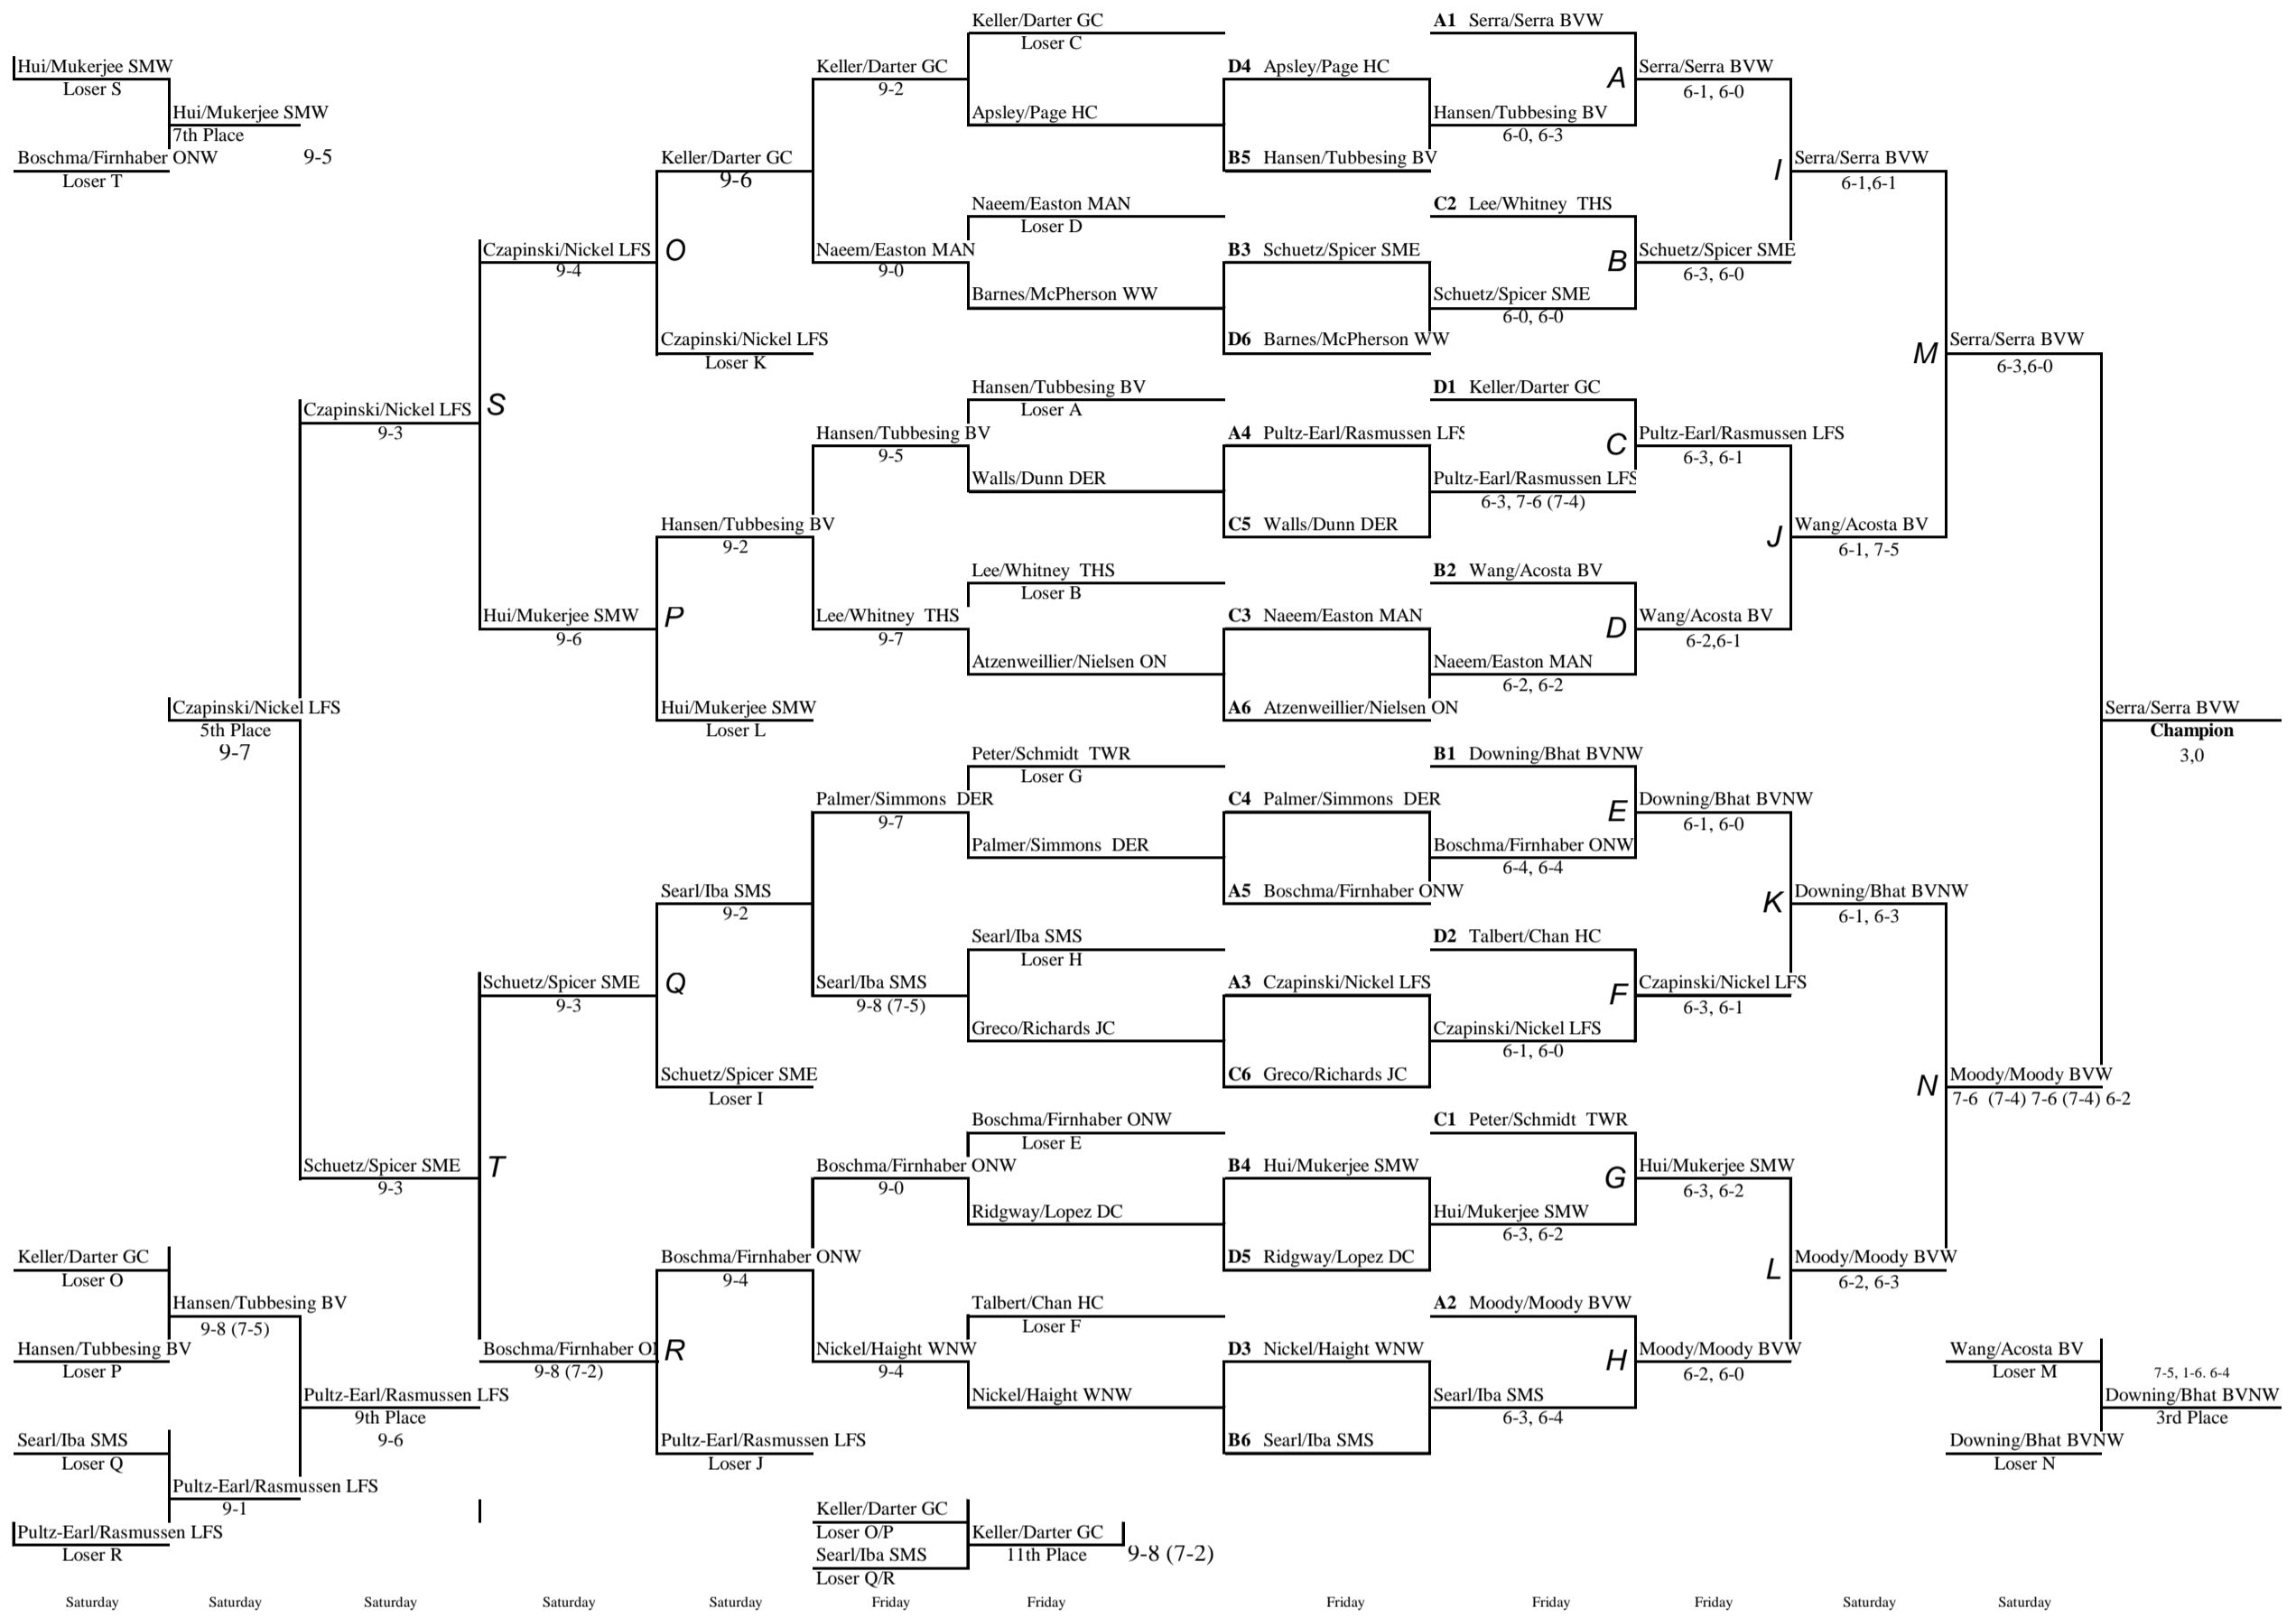 Keller/Darter GC
Loser C
A1 Serra/Serra BVW
Hui/Mukerjee SMW
Loser S
Keller/Darter GC
9-2
D4 Apsley/Page HC
A
Serra/Serra BVW
6-1, 6-0
Hui/Mukerjee SMW
7th Place
Apsley/Page HC
Hansen/Tubbesing BV
6-0, 6-3
Boschma/Firnhaber ONW
Loser T
9-5
Keller/Darter GC
9-6
B5 Hansen/Tubbesing BV
I
Serra/Serra BVW
6-1,6-1
Naeem/Easton MAN
Loser D
C2 Lee/Whitney THS
Czapinski/Nickel LFS
9-4
O
Naeem/Easton MAN
9-0
B3 Schuetz/Spicer SME
B
Schuetz/Spicer SME
6-3, 6-0
Barnes/McPherson WW
Schuetz/Spicer SME
6-0, 6-0
Czapinski/Nickel LFS
Loser K
D6 Barnes/McPherson WW
M
Serra/Serra BVW
6-3,6-0
Hansen/Tubbesing BV
Loser A
D1 Keller/Darter GC
Czapinski/Nickel LFS
9-3
S
Hansen/Tubbesing BV
9-5
A4 Pultz-Earl/Rasmussen LFS
C
Pultz-Earl/Rasmussen LFS
6-3, 6-1
Walls/Dunn DER
Pultz-Earl/Rasmussen LFS
6-3, 7-6 (7-4)
Hansen/Tubbesing BV
9-2
C5 Walls/Dunn DER
J
Wang/Acosta BV
6-1, 7-5
Lee/Whitney THS
Loser B
B2 Wang/Acosta BV
Hui/Mukerjee SMW
9-6
P
Lee/Whitney THS
9-7
C3 Naeem/Easton MAN
D
Wang/Acosta BV
6-2,6-1
Atzenweillier/Nielsen ON
Naeem/Easton MAN
6-2, 6-2
Czapinski/Nickel LFS
5th Place
9-7
Hui/Mukerjee SMW
Loser L
A6 Atzenweillier/Nielsen ON
Serra/Serra BVW
Champion
3,0
Peter/Schmidt TWR
Loser G
B1 Downing/Bhat BVNW
Palmer/Simmons DER
9-7
C4 Palmer/Simmons DER
E
Downing/Bhat BVNW
6-1, 6-0
Palmer/Simmons DER
Boschma/Firnhaber ONW
6-4, 6-4
Searl/Iba SMS
9-2
A5 Boschma/Firnhaber ONW
K
Downing/Bhat BVNW
6-1, 6-3
Searl/Iba SMS
Loser H
D2 Talbert/Chan HC
Schuetz/Spicer SME
9-3
Q
Searl/Iba SMS
9-8 (7-5)
A3 Czapinski/Nickel LFS
F
Czapinski/Nickel LFS
6-3, 6-1
Greco/Richards JC
Czapinski/Nickel LFS
6-1, 6-0
Schuetz/Spicer SME
Loser I
C6 Greco/Richards JC
N
Moody/Moody BVW
7-6 (7-4) 7-6 (7-4) 6-2
Boschma/Firnhaber ONW
Loser E
C1 Peter/Schmidt TWR
Schuetz/Spicer SME
9-3
T
Boschma/Firnhaber ONW
9-0
B4 Hui/Mukerjee SMW
G
Hui/Mukerjee SMW
6-3, 6-2
Ridgway/Lopez DC
Hui/Mukerjee SMW
6-3, 6-2
Keller/Darter GC
Loser O
Boschma/Firnhaber ONW
9-4
D5 Ridgway/Lopez DC
L
Moody/Moody BVW
6-2, 6-3
Hansen/Tubbesing BV
9-8 (7-5)
Talbert/Chan HC
Loser F
A2 Moody/Moody BVW
Hansen/Tubbesing BV
Loser P
Boschma/Firnhaber O
9-8 (7-2)
R
Nickel/Haight WNW
9-4
D3 Nickel/Haight WNW
H
Moody/Moody BVW
6-2, 6-0
Wang/Acosta BV
Loser M
7-5, 1-6. 6-4
Pultz-Earl/Rasmussen LFS
9th Place
9-6
Nickel/Haight WNW
Searl/Iba SMS
6-3, 6-4
Downing/Bhat BVNW
3rd Place
Searl/Iba SMS
Loser Q
Pultz-Earl/Rasmussen LFS
Loser J
B6 Searl/Iba SMS
Downing/Bhat BVNW
Loser N
Pultz-Earl/Rasmussen LFS
9-1
Keller/Darter GC
Loser O/P
Pultz-Earl/Rasmussen LFS
Loser R
Keller/Darter GC
11th Place
9-8 (7-2)
Searl/Iba SMS
Loser Q/R
Saturday Saturday Saturday Saturday Saturday Friday Friday Friday Friday Friday Saturday Saturday